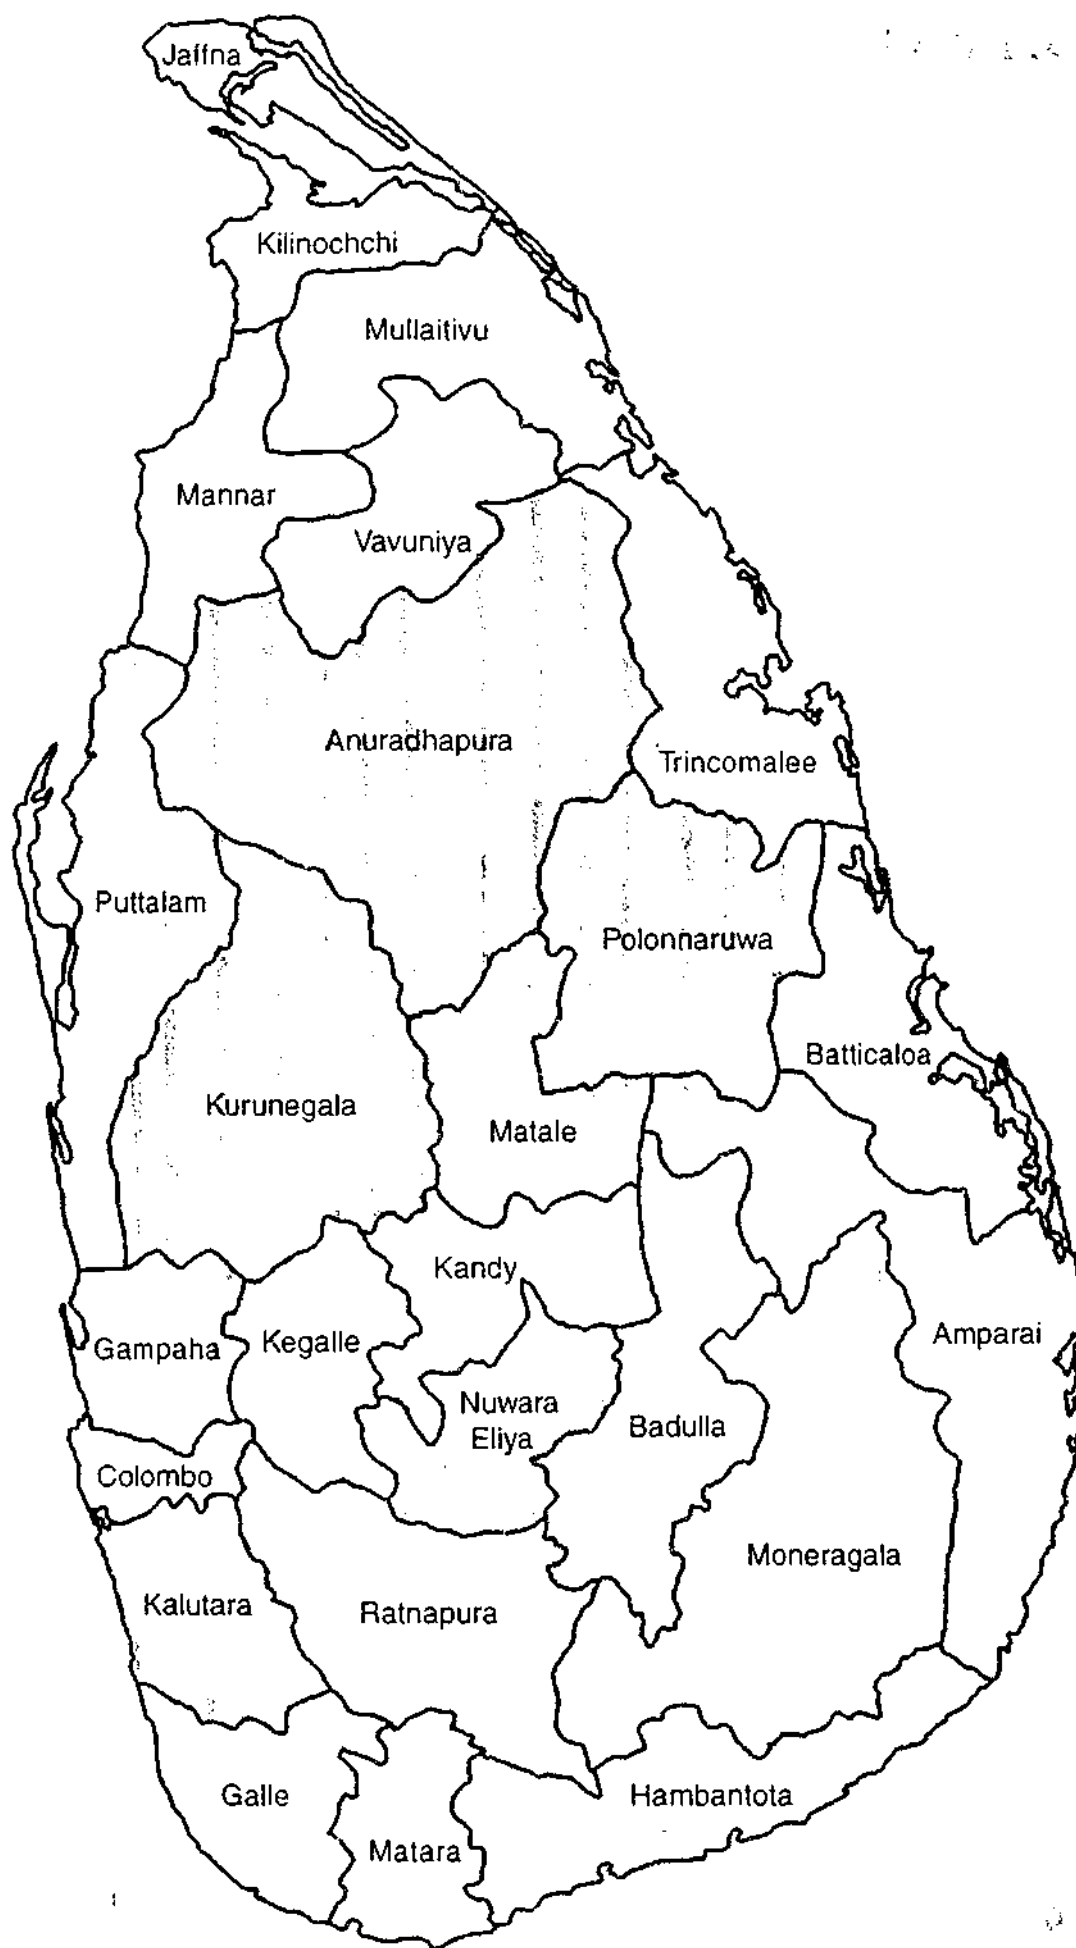 Jaffna
Kilinochchi
Mullaitivu
Mannar
Vavuniya
Anuradhapura
Trincomalee
Puttalam
Polonnaruwa
Batticaloa
Kurunegala
Matale
Kandy
Amparai
Gampaha
Kegalle
Nuwara
Eliya
Badulla
Colombo
Moneragala
Kalutara
Ratnapura
Galle
Hambantota
Matara